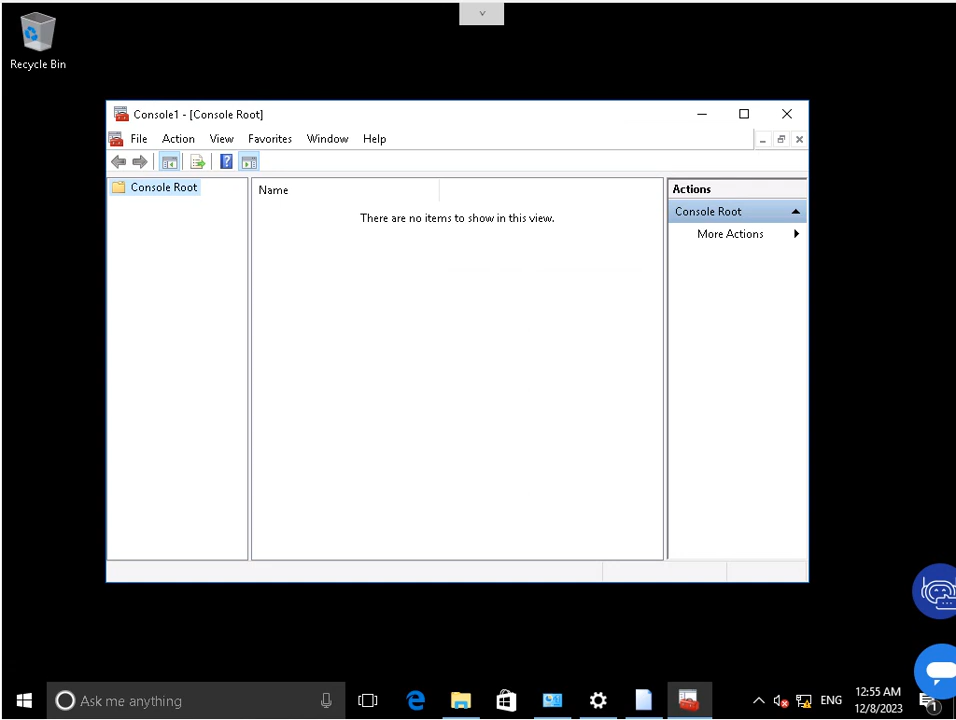 Recycle Bin
Console1 - [Console Root]
File Action View Favorites Window Help
Console Root
Name
There are no items to show in this view.
Actions
Console Root
More Actions
Ask me anything
ENG
12:55 AM
12/8/2023
1